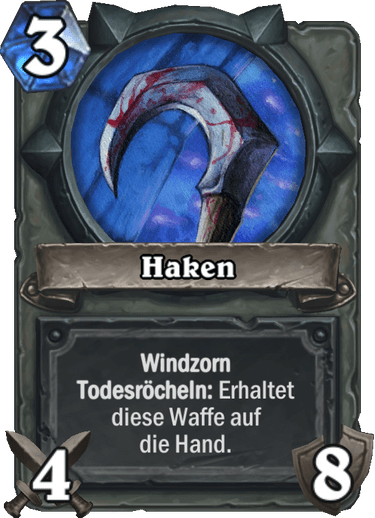 3
Haken
Windzorn
Todesröcheln: Erhaltet
diese Waffe auf
die Hand.
4
8